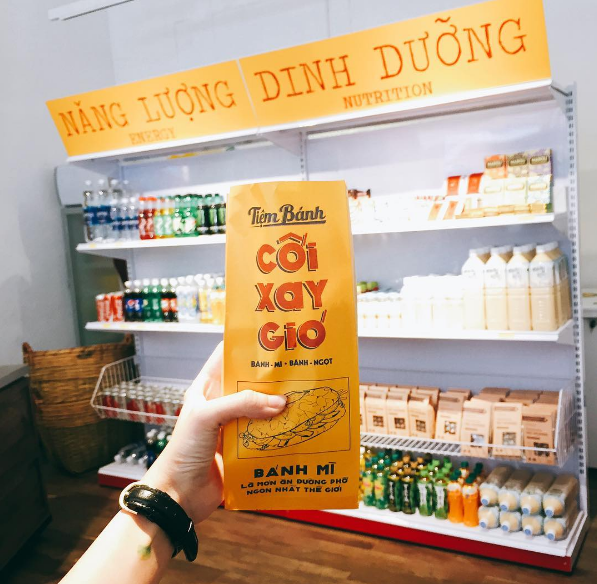 NĂNG LƯỢNG
ENERGY
DINH DƯỠNG
NUTRITION
Tiệm Bánh
CỐI
XAY
GIÓ
BÁNH - MÌ - BÁNH - NGỌT
BÁNH MÌ
LÀ MÓN ĂN ĐƯỜNG PHỐ
NGON NHẤT THẾ GIỚI